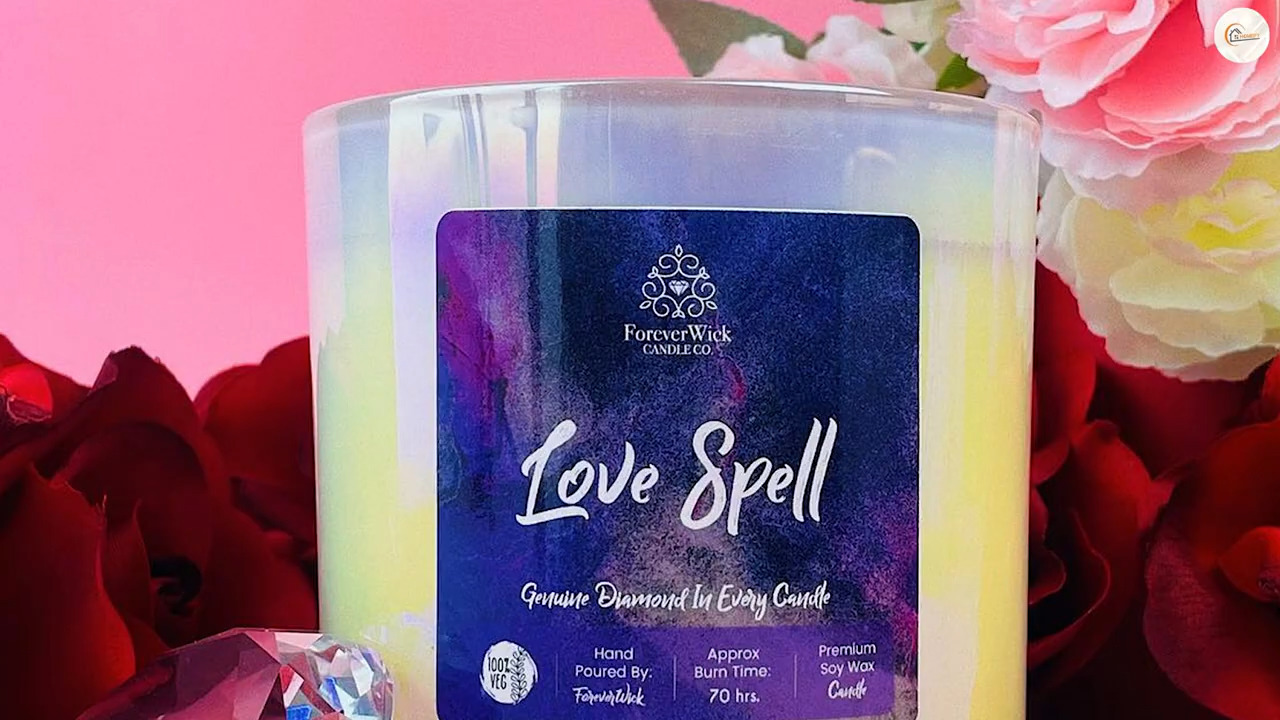 ForeverWick
CANDLE CO.
Love Spell
Genuine Diamond In Every Candle
100%
VEG
Hand
Poured By:
ForeverWick
Approx
Burn Time:
70 hrs.
Premium
Soy Wax
Candle